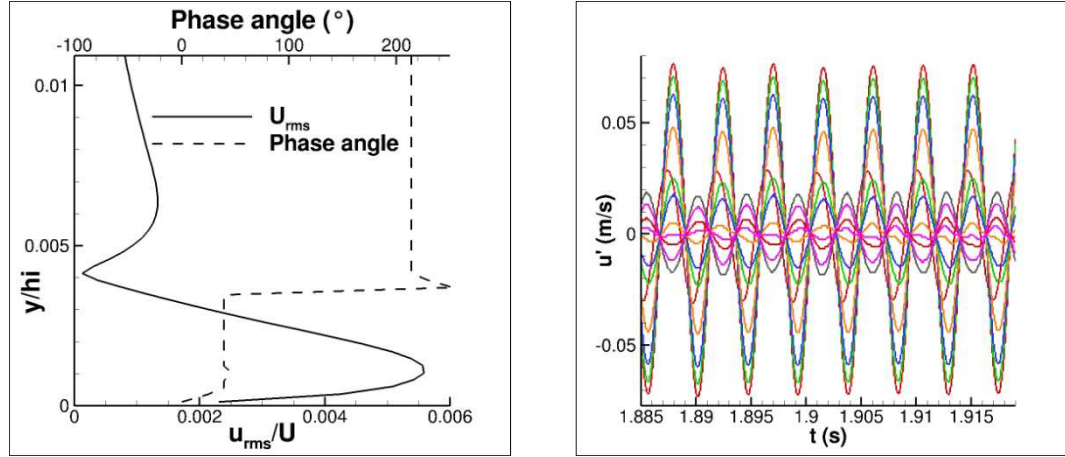 Phase angle (°)
-100 0 100 200
0.01
U rms
Phase angle
0.005
y/hi
0
0 0.002 0.004 0.006
u rms/U
0.05
0
-0.05
u' (m/s)
1.885 1.89 1.895 1.9 1.905 1.91 1.915
t (s)